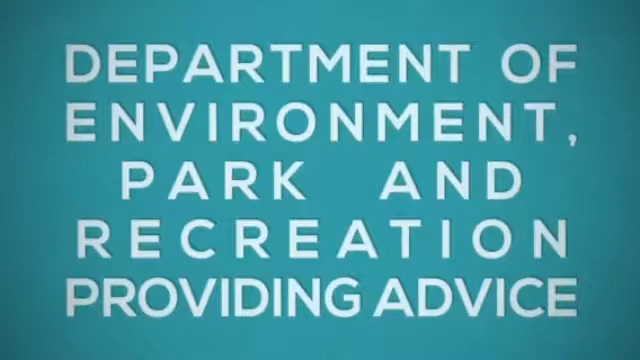 DEPARTMENT OF
ENVIRONMENT,
PARK AND
RECREATION
PROVIDING ADVICE